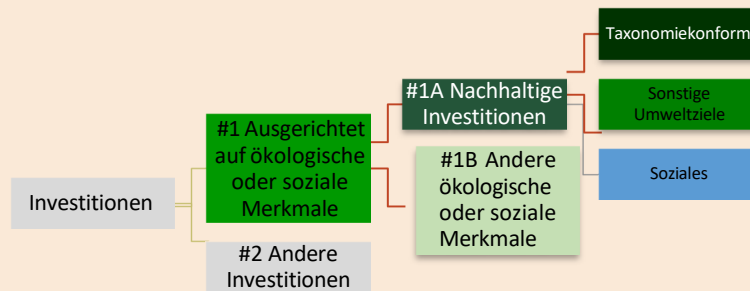 Investitionen
#1 Ausgerichtet
auf ökologische
oder soziale
Merkmale
#2 Andere
Investitionen
#1A Nachhaltige
Investitionen
#1B Andere
ökologische
oder soziale
Merkmale
Taxonomiekonform
Sonstige
Umweltziele
Soziales